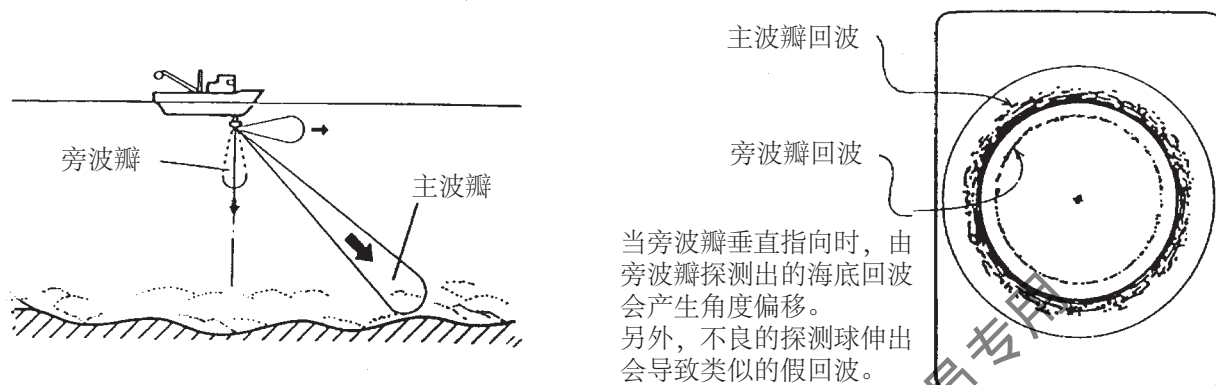 旁波瓣
主波瓣
主波瓣回波
旁波瓣回波
当旁波瓣垂直指向时，由
旁波瓣探测出的海底回波
会产生角度偏移。
另外，不良的探测球伸出
会导致类似的假回波。
号专用